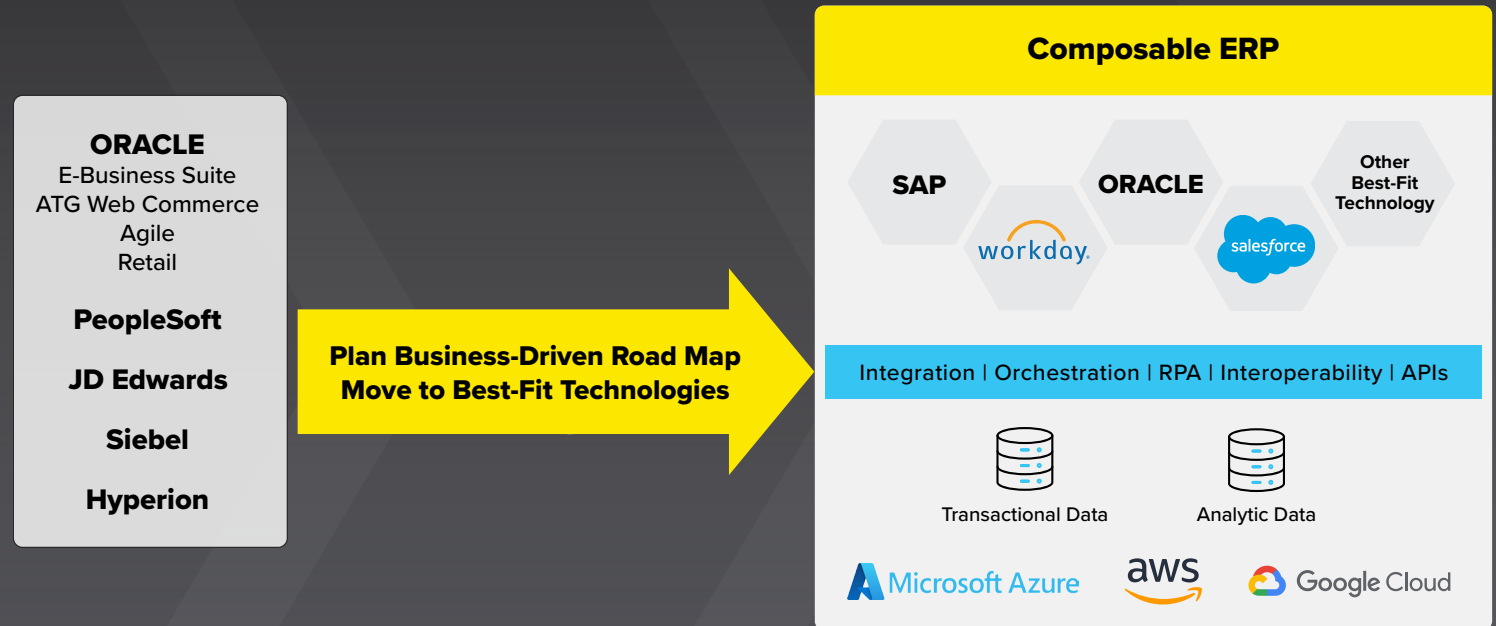 ORACLE
E-Business Suite
ATG Web Commerce
Agile
Retail
PeopleSoft
JD Edwards
Siebel
Hyperion
Plan Business-Driven Road Map
Move to Best-Fit Technologies
Composable ERP
SAP
workday.
ORACLE
salesforce
Other
Best-Fit
Technology
Integration | Orchestration | RPA | Interoperability | APIs
Transactional Data
Analytic Data
Microsoft Azure
aws
Google Cloud